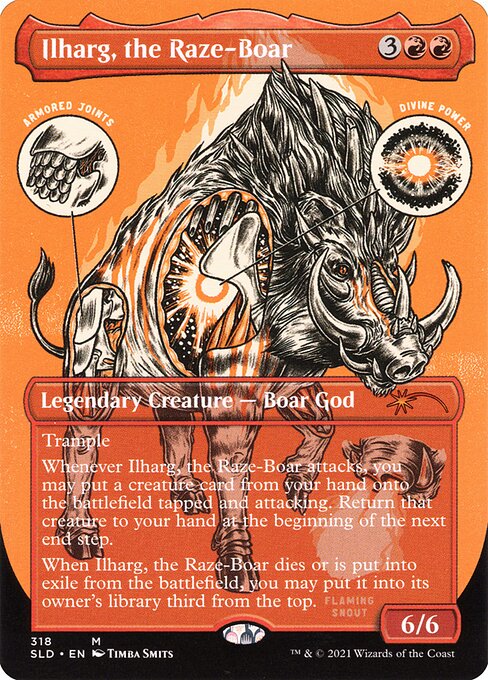 Ilharg, the Raze-Boar 3
ARMORED JOINTS
DIVINE POWER
Legendary Creature — Boar God
Trample
Whenever Ilharg, the Raze-Boar attacks, you
may put a creature card from your hand onto
the battlefield tapped and attacking. Return that
creature to your hand at the beginning of the next
end step.
When Ilharg, the Raze-Boar dies or is put into
exile from the battlefield, you may put it into its
owner's library third from the top.
FLAMING
SNOUT
6/6
318 M
SLD • EN Timba Smits
™ & © 2021 Wizards of the Coast